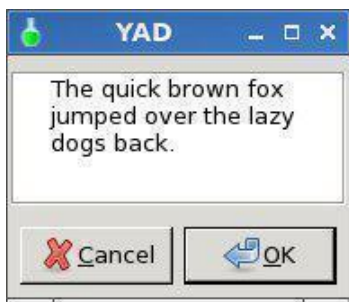 YAD
The quick brown fox
jumped over the lazy
dogs back.
Cancel
OK